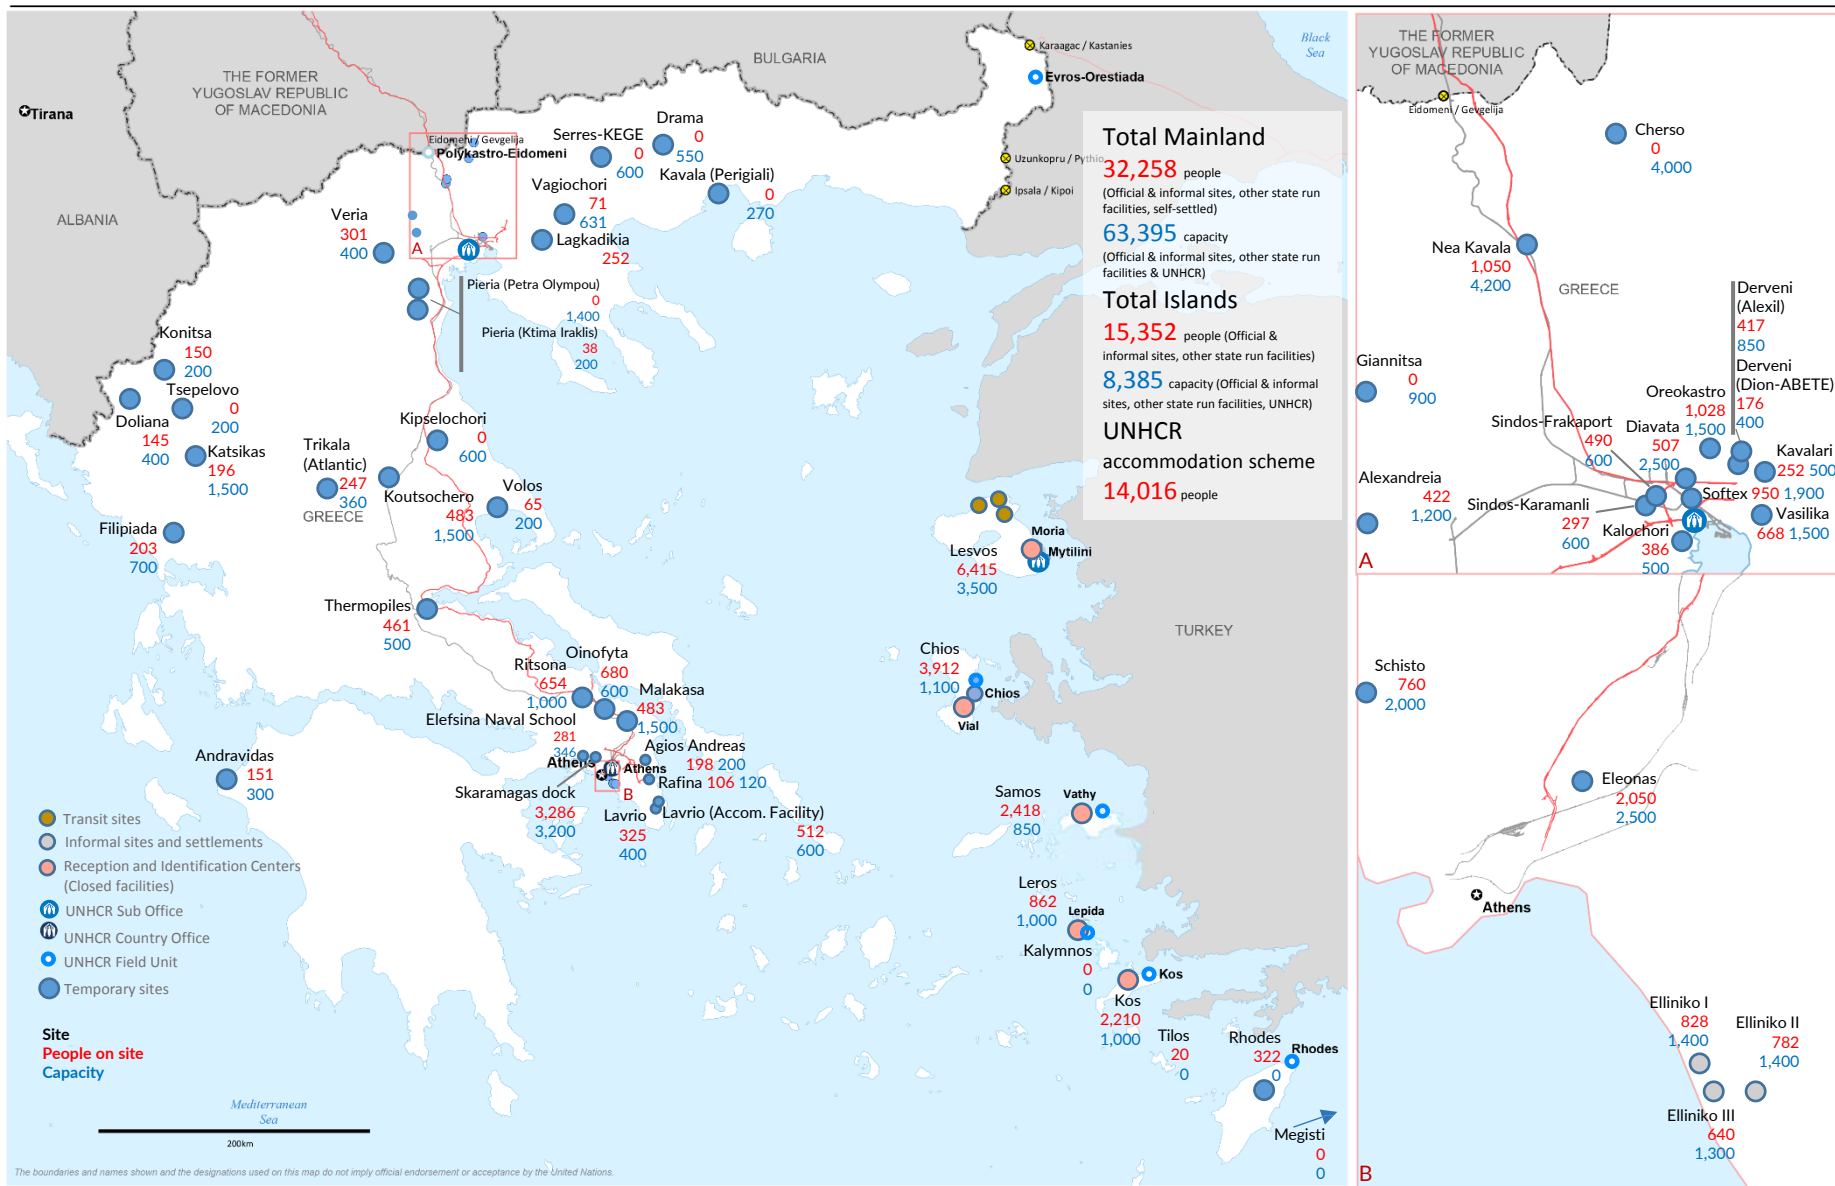 THE FORMER
YUGOSLAV REPUBLIC
OF MACEDONIA
BULGARIA
Black
Sea
Karaagac / Kastanies
Evros-Orestiada
Tirana
Uzunkopru / Pythio
Ipsala / Kipoi
ALBANIA
Eidomeni / Gevgelija
Polykastro-Eidomeni
Serres-KEGE
0
600
Drama
0
550
Kavala (Perigiali)
0
270
Vagiochori
71
631
Lagkadikia
252
Veria
301
400
A
Pieria (Petra Olympou)
0
1,400
Pieria (Ktima Iraklis)
38
200
Konitsa
150
200
Tsepelovo
0
200
Doliana
145
400
Katsikas
196
1,500
Trikala
(Atlantic)
247
360
GREECE
Kipselochori
0
600
Koutsochero
483
1,500
Volos
65
200
Filipiada
203
700
Thermopiles
461
500
Ritsona
654
1,000
Oinofyta
680
600
Malakasa
483
1,500
Elefsina Naval School
281
346
Athens
Athens
Agios Andreas
198 200
Rafina 106 120
B
Skaramagas dock
3,286
3,200
Lavrio
325
400
Lavrio (Accom. Facility)
512
600
Andravidas
151
300
Total Mainland
32,258 people
(Official & informal sites, other state run
facilities, self-settled)
63,395 capacity
(Official & informal sites, other state run
facilities & UNHCR)
Total Islands
15,352 people (Official &
informal sites, other state run facilities)
8,385 capacity (Official & informal
sites, other state run facilities, UNHCR)
UNHCR
accommodation scheme
14,016 people
Moria
Mytilini
Lesvos
6,415
3,500
TURKEY
Chios
3,912
1,100
Chios
Vial
Samos
2,418
850
Vathy
Leros
862
1,000
Lepida
Kalymnos
0
0
Kos
Kos
2,210
1,000
Tilos
20
0
Rhodes
322
0
Rhodes
Megisti
0
0
Transit sites
Informal sites and settlements
Reception and Identification Centers
(Closed facilities)
UNHCR Sub Office
UNHCR Country Office
UNHCR Field Unit
Temporary sites
Site
People on site
Capacity
Mediterranean
Sea
200km
The boundaries and names shown and the designations used on this map do not imply official endorsement or acceptance by the United Nations.
THE FORMER
YUGOSLAV REPUBLIC
OF MACEDONIA
Eidomeni / Gevgelija
Cherso
0
4,000
Nea Kavala
1,050
4,200
GREECE
Derveni
(Alexil)
417
850
Derveni
(Dion-ABETE)
176
400
Giannitsa
0
900
Oreokastro
1,028
1,500
Sindos-Frakaport
490
600
Diavata
507
2,500
Kavalari
252 500
Alexandreia
422
1,200
Softex 950 1,900
Sindos-Karamanli
297
600
Vasilika
668 1,500
Kalochori
386
500
A
Schisto
760
2,000
Eleonas
2,050
2,500
Athens
Elliniko I
828
1,400
Elliniko II
782
1,400
Elliniko III
640
1,300
B